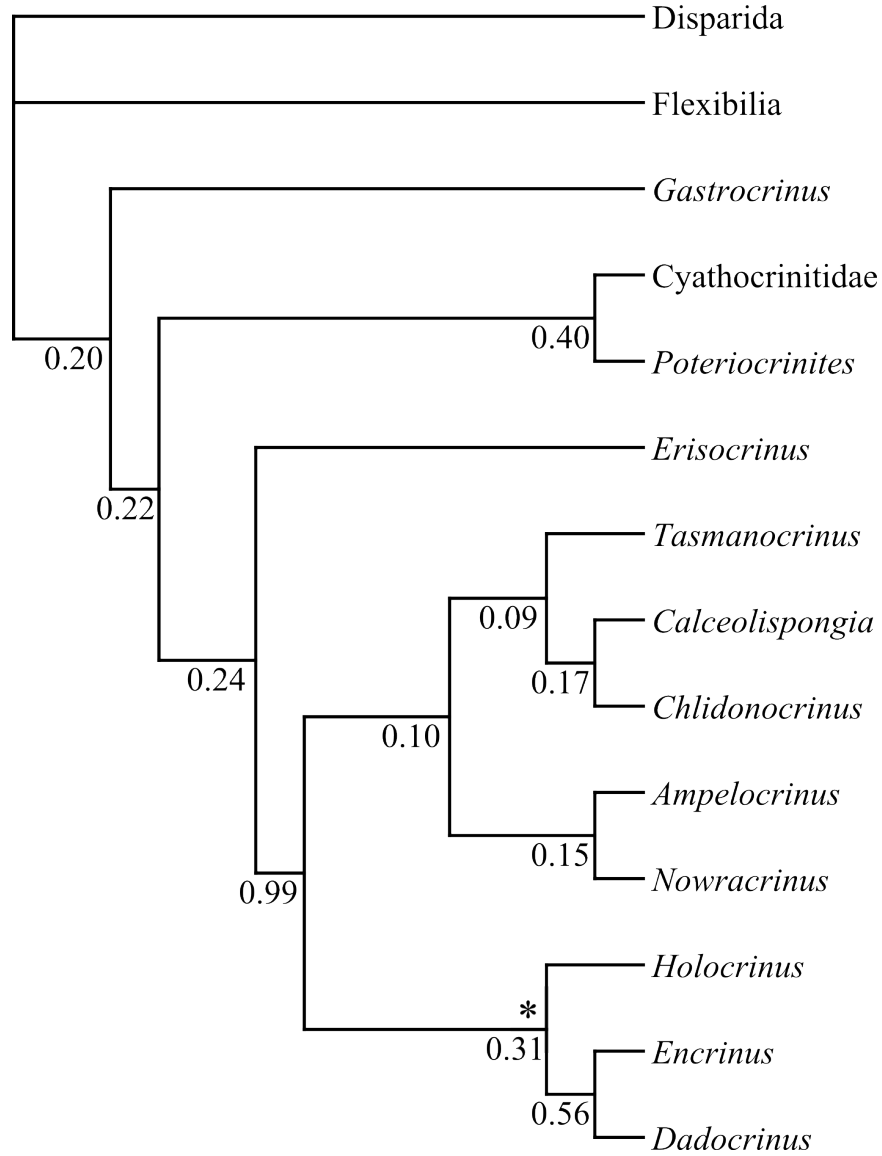 Disparida
Flexibilia
Gastrocrinus
Cyathocrinitidae
0.40
0.20
Poteriocrinites
Erisocrinus
0.22
Tasmanocrinus
0.09
Calceolispongia
0.24
0.17
Chlidonocrinus
0.10
Ampelocrinus
0.15
0.99
Nowracrinus
Holocrinus
*
0.31
Encrinus
0.56
Dadocrinus